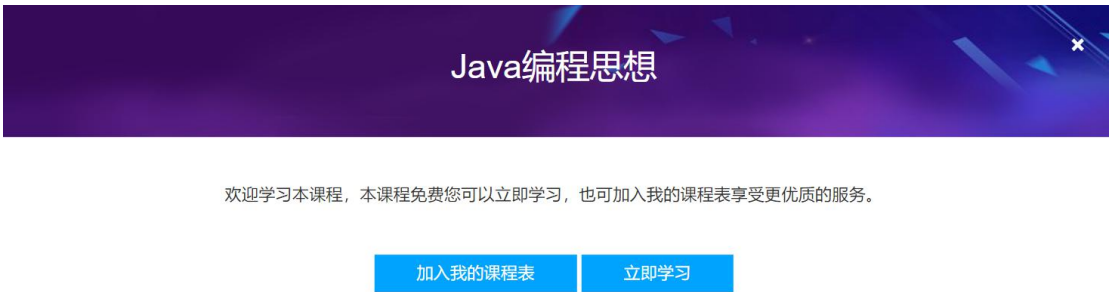 Java编程思想
欢迎学习本课程，本课程免费您可以立即学习，也可加入我的课程表享受更优质的服务。
加入我的课程表 立即学习